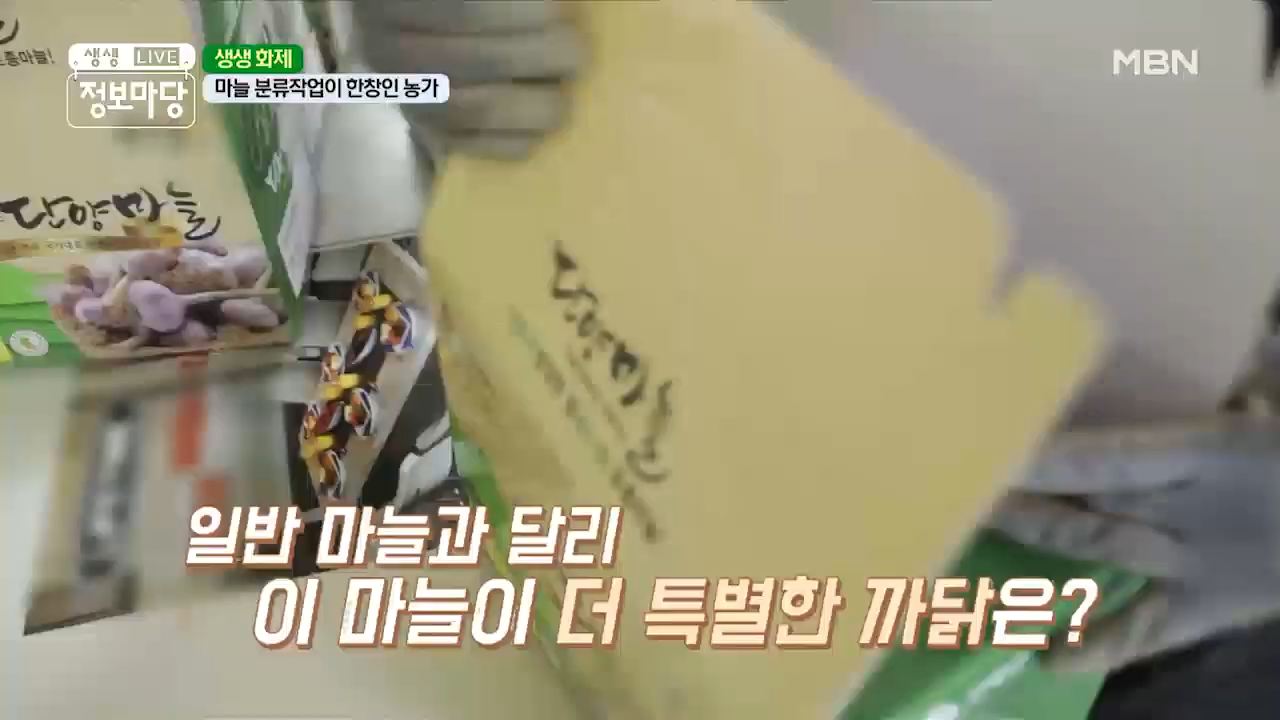 생생 LIVE
정보마당
생생 화제
마늘 분류작업이 한창인 농가
MBN
단양마늘
단양마늘
일반 마늘과 달리
이 마늘이 더 특별한 까닭은?